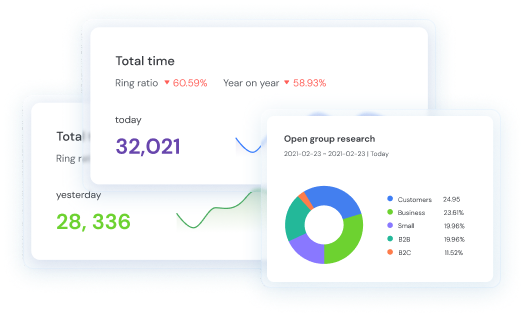 Total time
Ring ratio ▼ 60.59% Year on year ▼ 58.93%
today
32,021
Total
Ring ra
yesterday
28, 336
Open group research
2021-02-23 ~ 2021-02-23 | Today
Customers 24.95
Business 23.61%
Small 19.96%
B2B 19.96%
B2C 11.52%